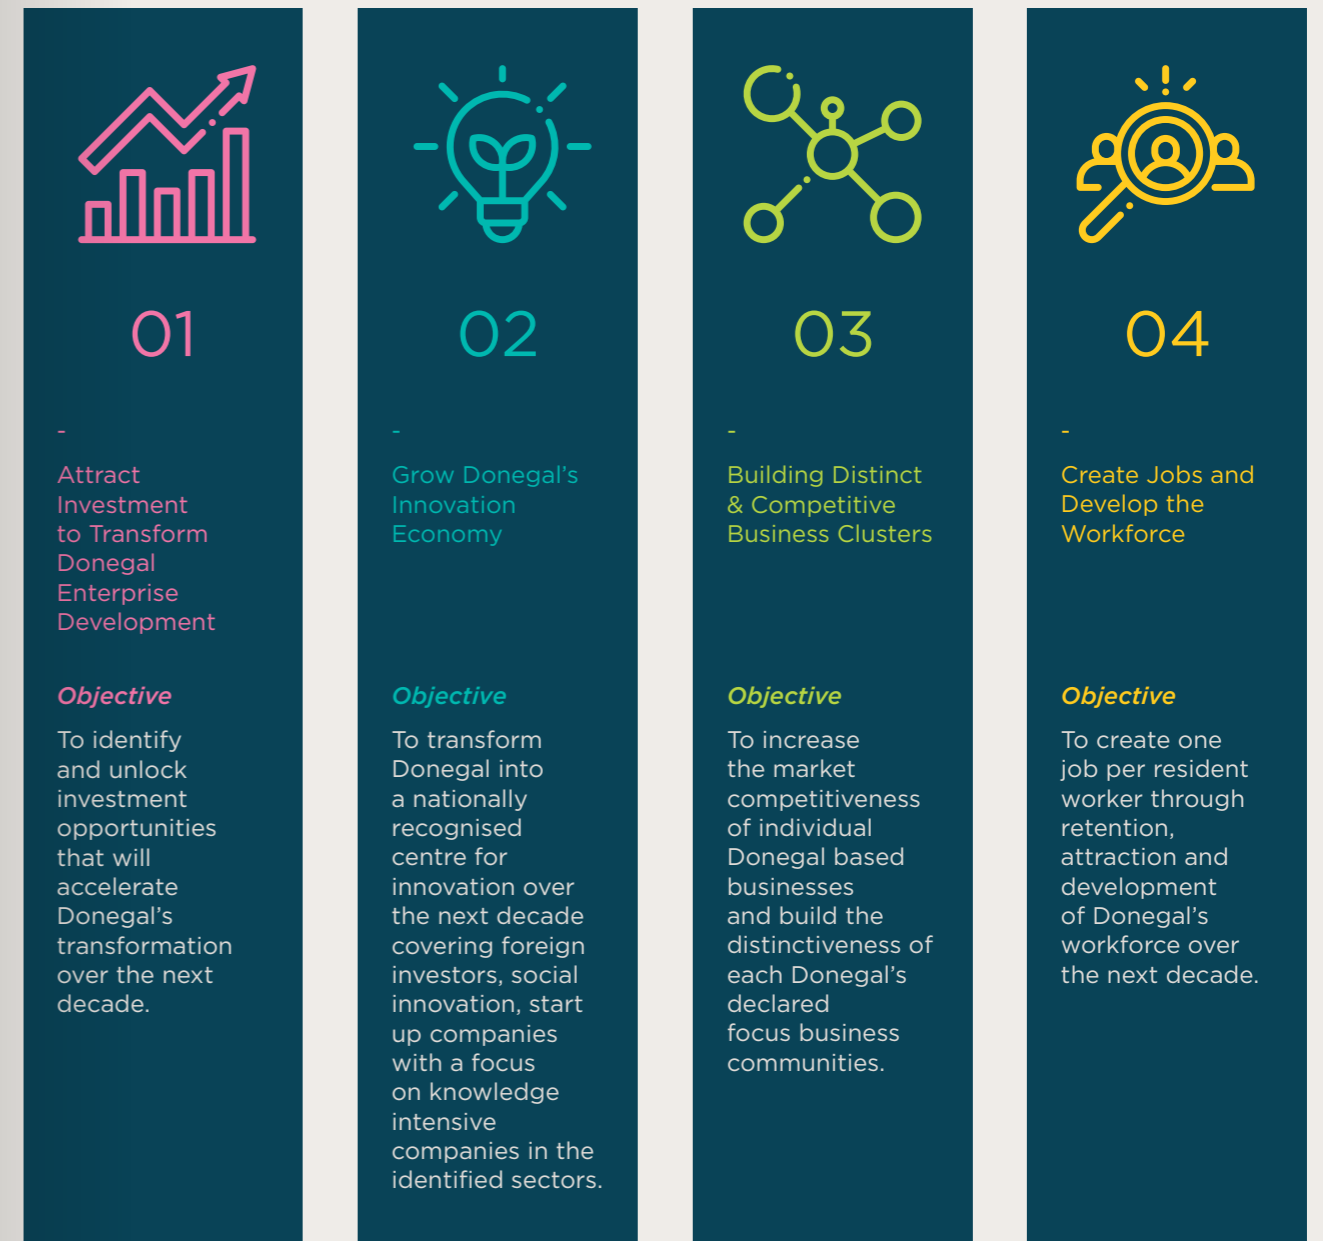 01
-
Attract
Investment
to Transform
Donegal
Enterprise
Development
Objective
To identify
and unlock
investment
opportunities
that will
accelerate
Donegal’s
transformation
over the next
decade.
02
-
Grow Donegal’s
Innovation
Economy
Objective
To transform
Donegal into
a nationally
recognised
centre for
innovation over
the next decade
covering foreign
investors, social
innovation, start
up companies
with a focus
on knowledge
intensive
companies in the
identified sectors.
03
-
Building Distinct
& Competitive
Business Clusters
Objective
To increase
the market
competitiveness
of individual
Donegal based
businesses
and build the
distinctiveness of
each Donegal’s
declared
focus business
communities.
04
-
Create Jobs and
Develop the
Workforce
Objective
To create one
job per resident
worker through
retention,
attraction and
development
of Donegal’s
workforce over
the next decade.